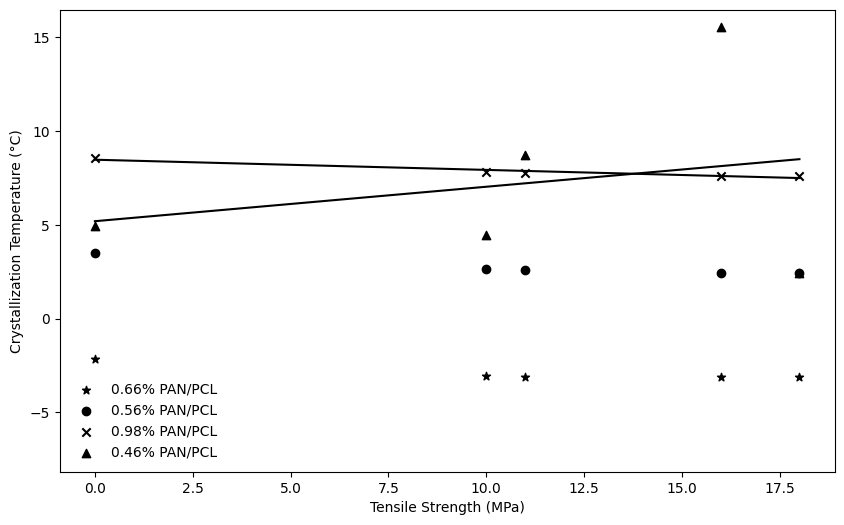 15
10
5
0
−5
0.66% PAN/PCL
0.56% PAN/PCL
0.98% PAN/PCL
0.46% PAN/PCL
0.0 2.5 5.0 7.5 10.0 12.5 15.0 17.5
Tensile Strength (MPa)
Crystallization Temperature (°C)